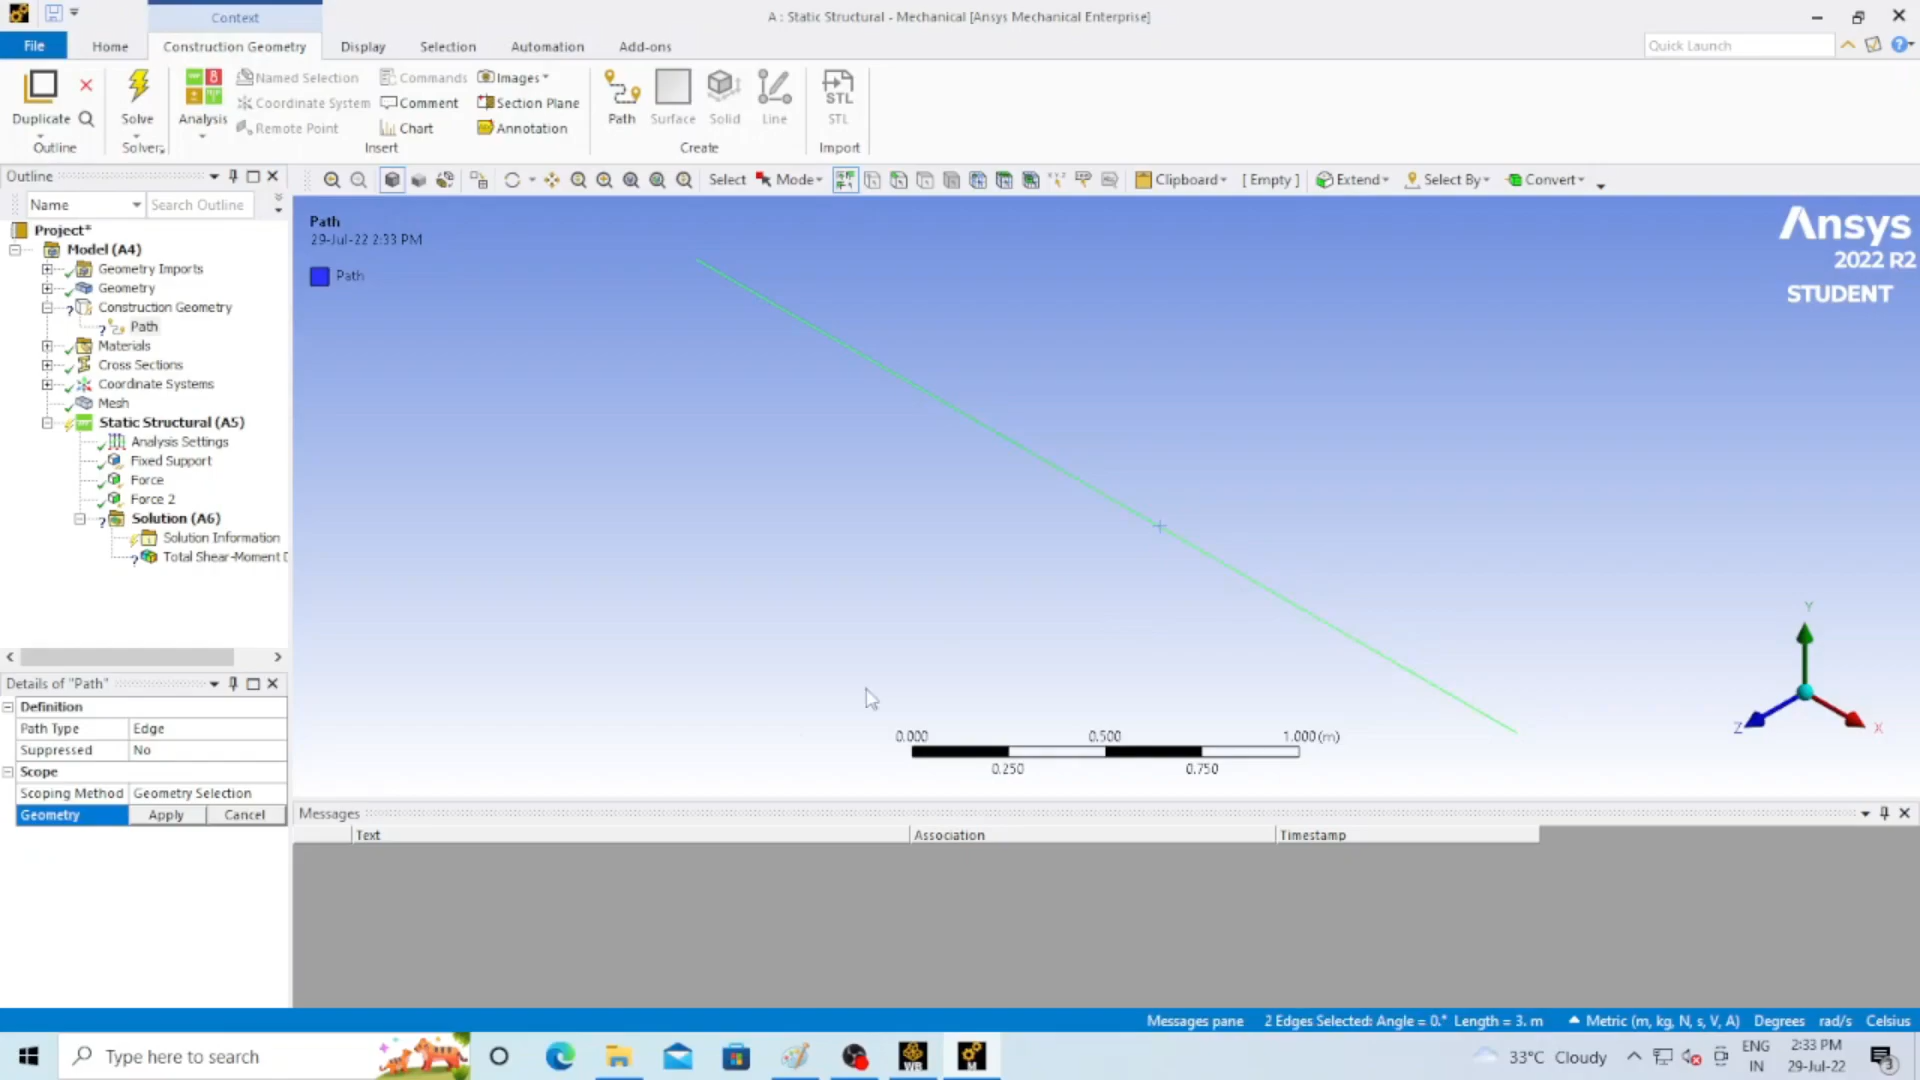 Context
A : Static Structural - Mechanical [Ansys Mechanical Enterprise]
File Home Construction Geometry Display Selection Automation Add-ons
Quick Launch
Named Selection Commands Images
Coordinate System Comment Section Plane
Duplicate Solve Analysis Path Surface Solid Line STL
STL
Remote Point Chart Annotation
Outline Solver Insert Create Import
Outline
Select Mode Clipboard [ Empty ] Extend Select By Convert
Name Search Outline
Project*
Model (A4)
Geometry Imports
Geometry
Construction Geometry
Path
Materials
Cross Sections
Coordinate Systems
Mesh
Static Structural (A5)
Analysis Settings
Fixed Support
Force
Force 2
Solution (A6)
Solution Information
Total Shear-Moment D
Path
29-Jul-22 2:33 PM
Path
Ansys
2022 R2
STUDENT
Y
Z
X
0.000 0.500 1.000 (m)
0.250 0.750
Details of "Path"
Definition
Path Type Edge
Suppressed No
Scope
Scoping Method Geometry Selection
Geometry Apply Cancel
Messages
Text Association Timestamp
Messages pane 2 Edges Selected: Angle = 0.° Length = 3. m Metric (m, kg, N, s, V, A) Degrees rad/s Celsius
Type here to search
WB
M
33°C Cloudy
ENG
IN
2:33 PM
29-Jul-22
3